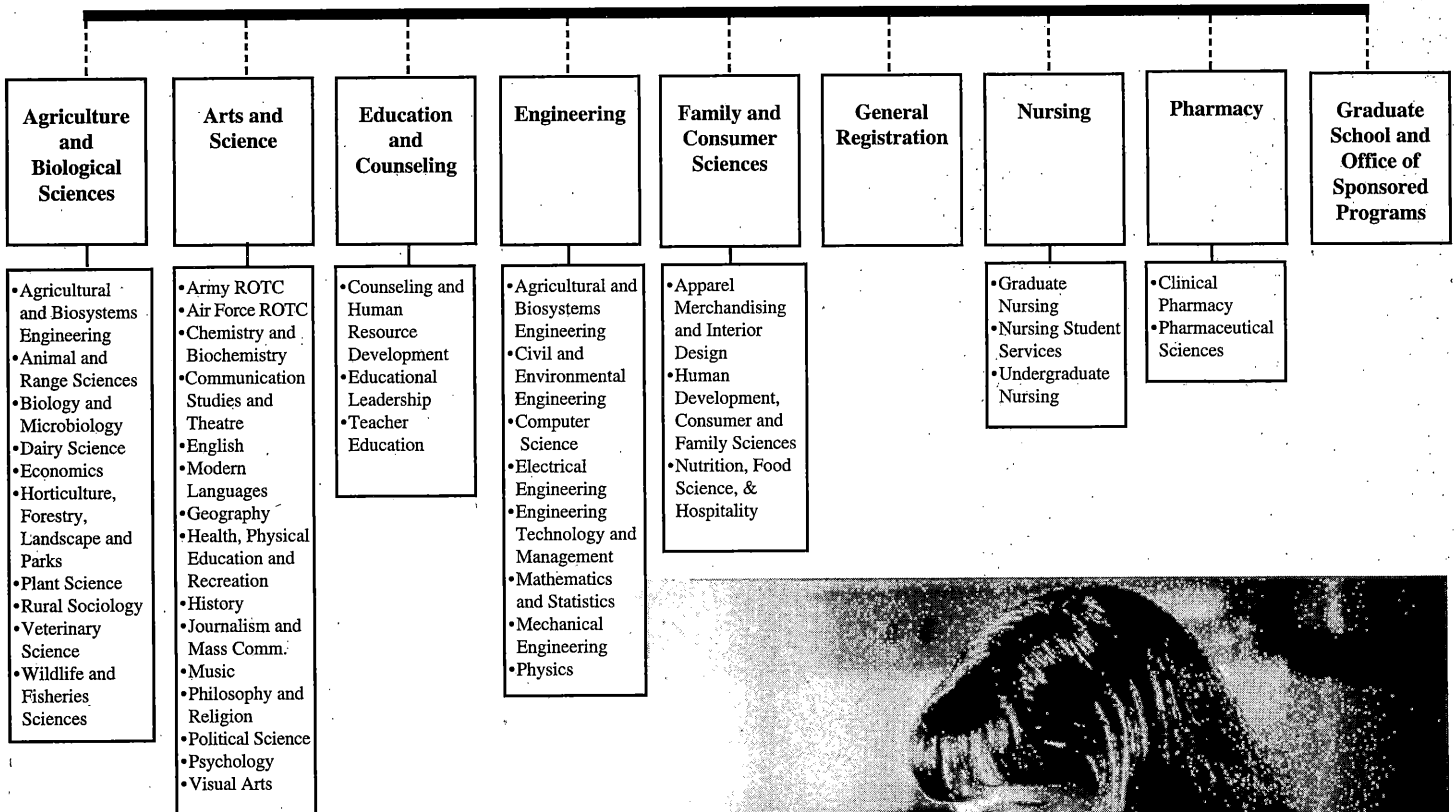 Agriculture
and
Biological
Sciences
Arts and
Science
Education
and
Counseling
Engineering
Family and
Consumer
Sciences
General
Registration
Nursing
Pharmacy
Graduate
School and
Office of
Sponsored
Programs
•Agricultural
and Biosystems
Engineering
•Animal and
Range Sciences
•Biology and
Microbiology
•Dairy Science
•Economics
•Horticulture,
Forestry,
Landscape and
Parks
•Plant Science
•Rural Sociology
•Veterinary
Science
•Wildlife and
Fisheries
Sciences
•Army ROTC
•Air Force ROTC
•Chemistry and
Biochemistry
•Communication
Studies and
Theatre
•English
•Modern
Languages
•Geography
•Health, Physical
Education and
Recreation
•History
•Journalism and
Mass Comm.
•Music
•Philosophy and
Religion
•Political Science
•Psychology
•Visual Arts
•Counseling and
Human
Resource
Development
•Educational
Leadership
•Teacher
Education
•Agricultural and
Biosystems
Engineering
•Civil and
Environmental
Engineering
•Computer
Science
•Electrical
Engineering
•Engineering
Technology and
Management
•Mathematics
and Statistics
•Mechanical
Engineering
•Physics
•Apparel
Merchandising
and Interior
Design
•Human
Development,
Consumer and
Family Sciences
•Nutrition, Food
Science, &
Hospitality
•Graduate
Nursing
•Nursing Student
Services
•Undergraduate
Nursing
•Clinical
Pharmacy
•Pharmaceutical
Sciences